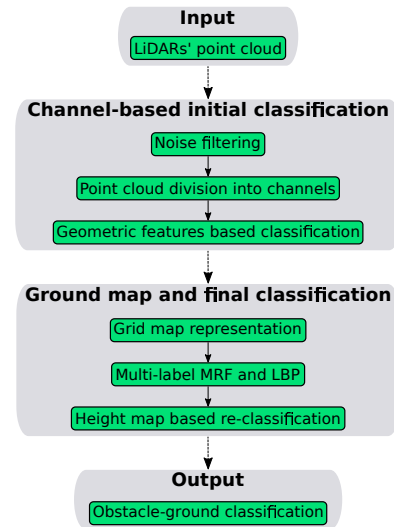 Input
LiDARs' point cloud
Channel-based initial classification
Noise filtering
Point cloud division into channels
Geometric features based classification
Ground map and final classification
Grid map representation
Multi-label MRF and LBP
Height map based re-classification
Output
Obstacle-ground classification